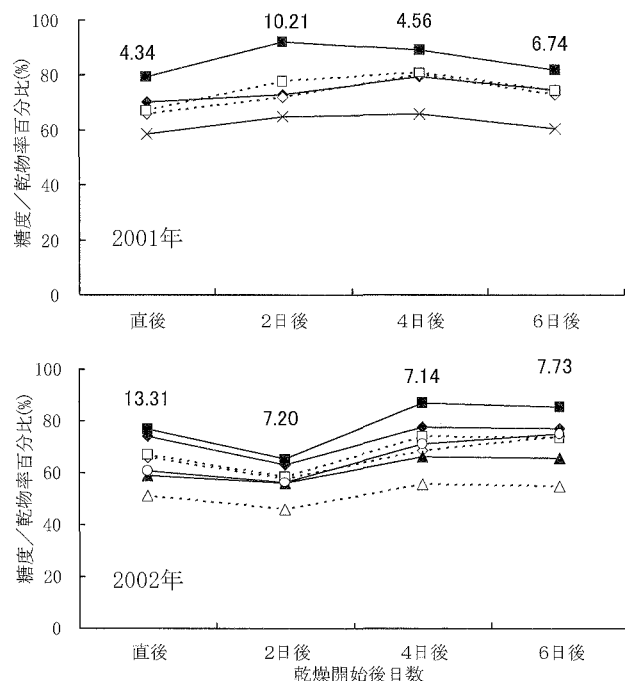 100
80
60
40
20
0
糖度／乾物率百分比(%)
4.34
10.21
4.56
6.74
2001年
直後
2日後
4日後
6日後
100
80
60
40
20
0
糖度／乾物率百分比(%)
13.31
7.20
7.14
7.73
2002年
直後
2日後
4日後
6日後
乾燥開始後日数